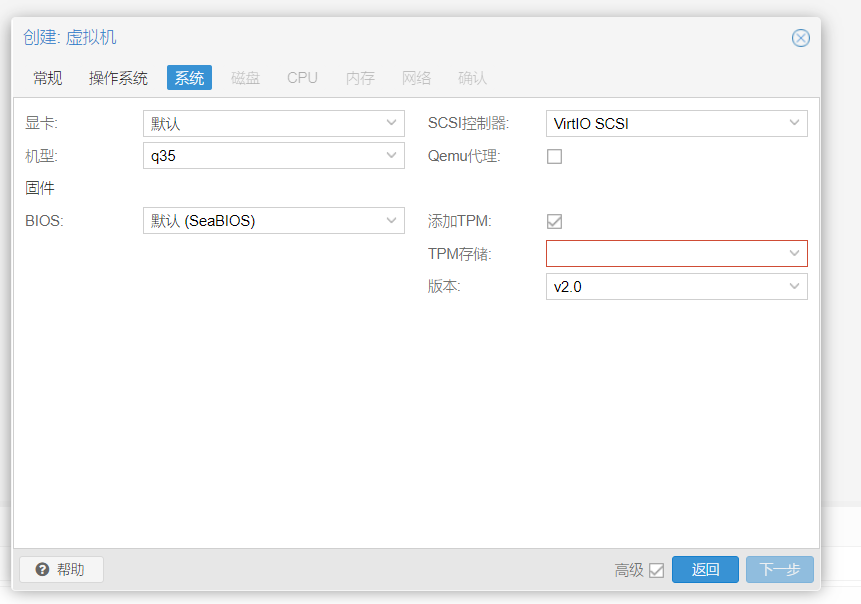 创建: 虚拟机
常规 操作系统 系统 磁盘 CPU 内存 网络 确认
显卡: 默认 SCSI控制器: VirtIO SCSI
机型: q35 Qemu代理:
固件
BIOS: 默认 (SeaBIOS) 添加TPM:
TPM存储:
版本: v2.0
帮助 高级 返回 下一步